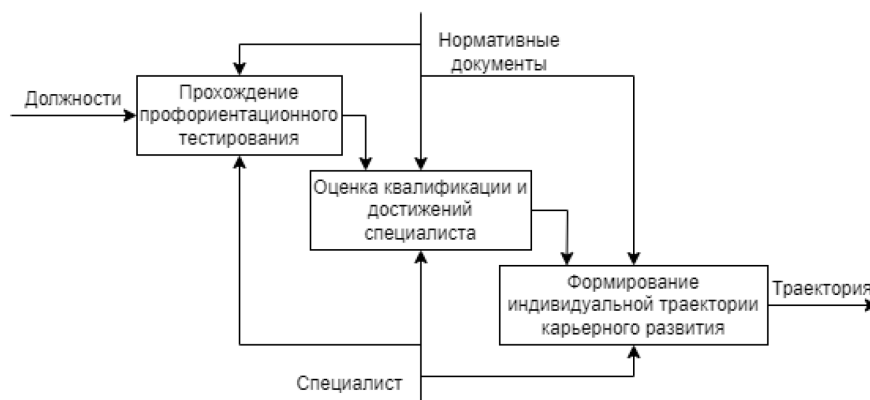 Нормативные
документы
Должности
Прохождение
профориентационного
тестирования
Оценка квалификации и
достижений
специалиста
Формирование
индивидуальной траектории
карьерного развития
Траектория
Специалист